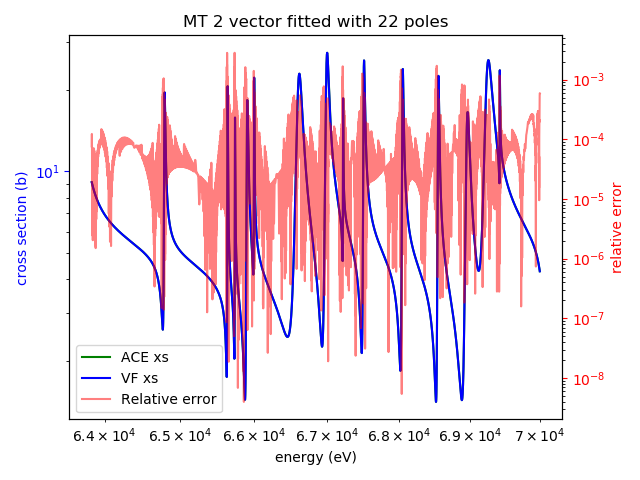 MT 2 vector fitted with 22 poles
10¹
cross section (b)
10⁻³
10⁻⁴
10⁻⁵
10⁻⁶
10⁻⁷
10⁻⁸
relative error
ACE xs
VF xs
Relative error
6.4 × 10⁴ 6.5 × 10⁴ 6.6 × 10⁴ 6.7 × 10⁴ 6.8 × 10⁴ 6.9 × 10⁴ 7 × 10⁴
energy (eV)